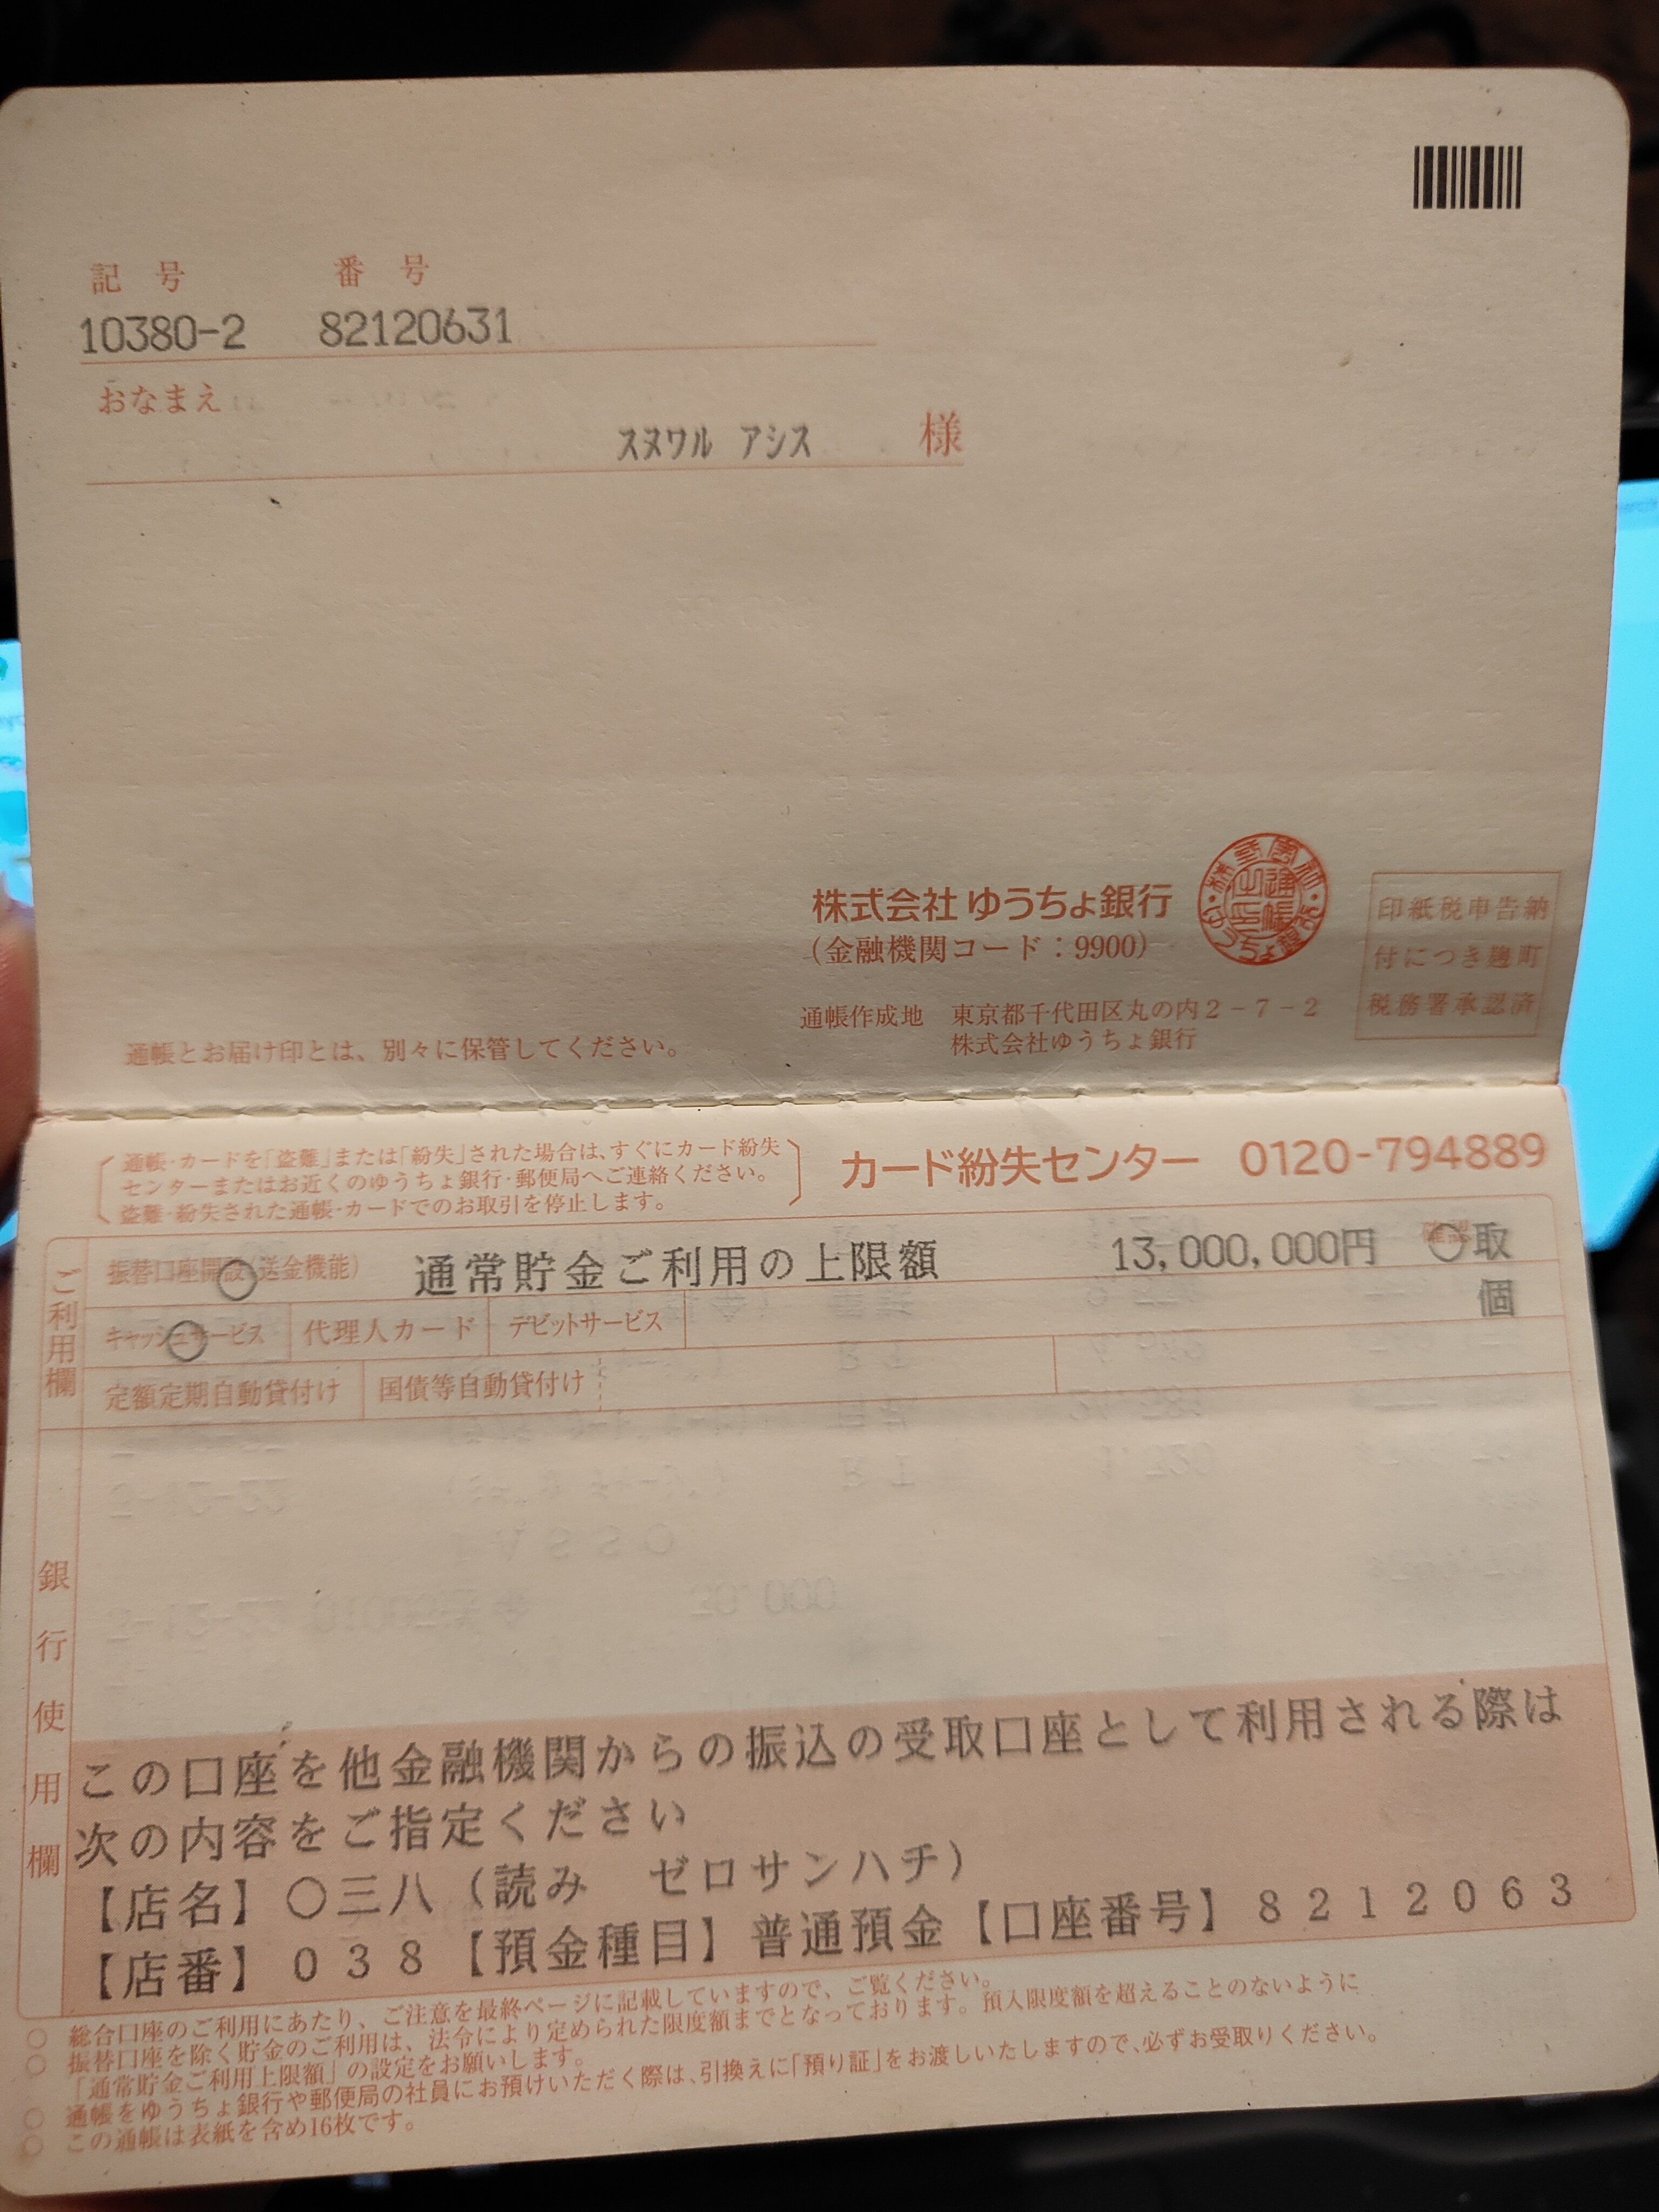 記号 番号
10380-2 82120631
おなまえ
スヌワル アシス 様
株式会社 ゆうちょ銀行
(金融機関コード：9900)
印紙税申告納
付につき麹町
税務署承認済
通帳作成地 東京都千代田区丸の内2－7－2
株式会社ゆうちょ銀行
通帳とお届け印とは、別々に保管してください。
通帳・カードを「盗難」または「紛失」された場合は、すぐにカード紛失
センターまたはお近くのゆうちょ銀行・郵便局へご連絡ください。
盗難・紛失された通帳・カードでのお取引を停止します。
カード紛失センター 0120-794889
ご利用欄
振替口座開設(送金機能) 通常貯金ご利用の上限額 13,000,000円 確認 〇取
個
キャッシュサービス 代理人カード デビットサービス
定額定期自動貸付け 国債等自動貸付け
銀行使用欄
この口座を他金融機関からの振込の受取口座として利用される際は
次の内容をご指定ください
【店名】〇三八（読み ゼロサンハチ）
【店番】０３８【預金種目】普通預金【口座番号】８２１２０６３
○ 総合口座のご利用にあたり、ご注意を最終ページに記載していますので、ご覧ください。
○ 振替口座を除く貯金のご利用は、法令により定められた限度額までとなっております。預入限度額を超えることのないように
「通常貯金ご利用上限額」の設定をお願いします。
○ 通帳をゆうちょ銀行や郵便局の社員にお預けいただく際は、引換えに「預り証」をお渡しいたしますので、必ずお受取りください。
○ この通帳は表紙を含め16枚です。